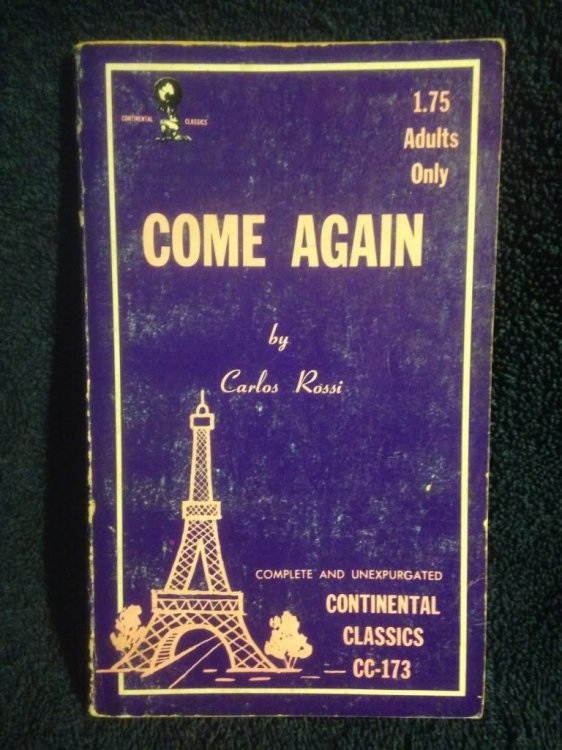 CONTINENTAL CLASSICS
1.75
Adults
Only
COME AGAIN
by
Carlos Rossi
COMPLETE AND UNEXPURGATED
CONTINENTAL
CLASSICS
CC-173